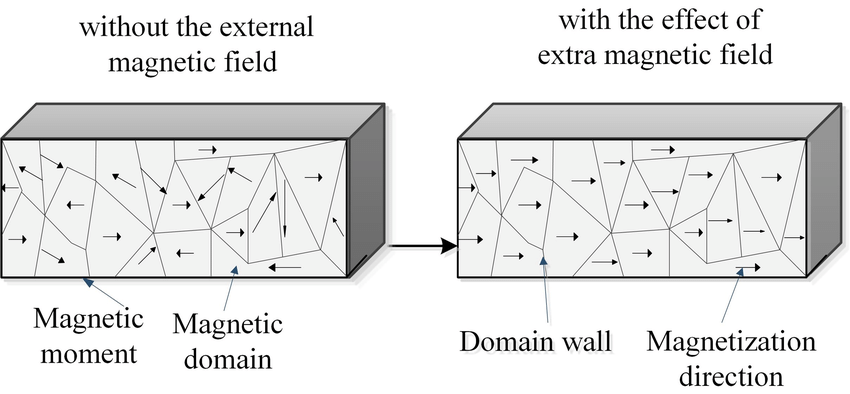 without the external
magnetic field
with the effect of
extra magnetic field
Magnetic
moment
Magnetic
domain
Domain wall
Magnetization
direction